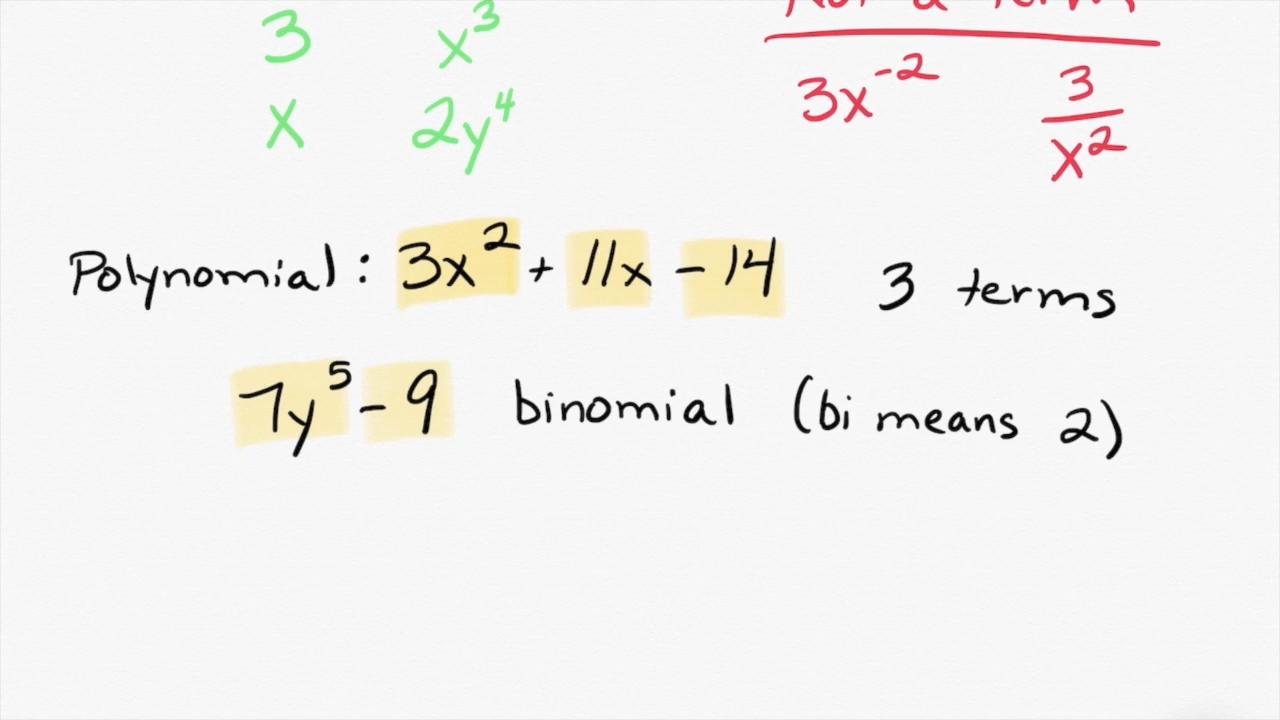 3 x³
x 2y⁴
3x⁻² 3/x²
Polynomial: 3x² + 11x - 14 3 terms
7y⁵ - 9 binomial (bi means 2)